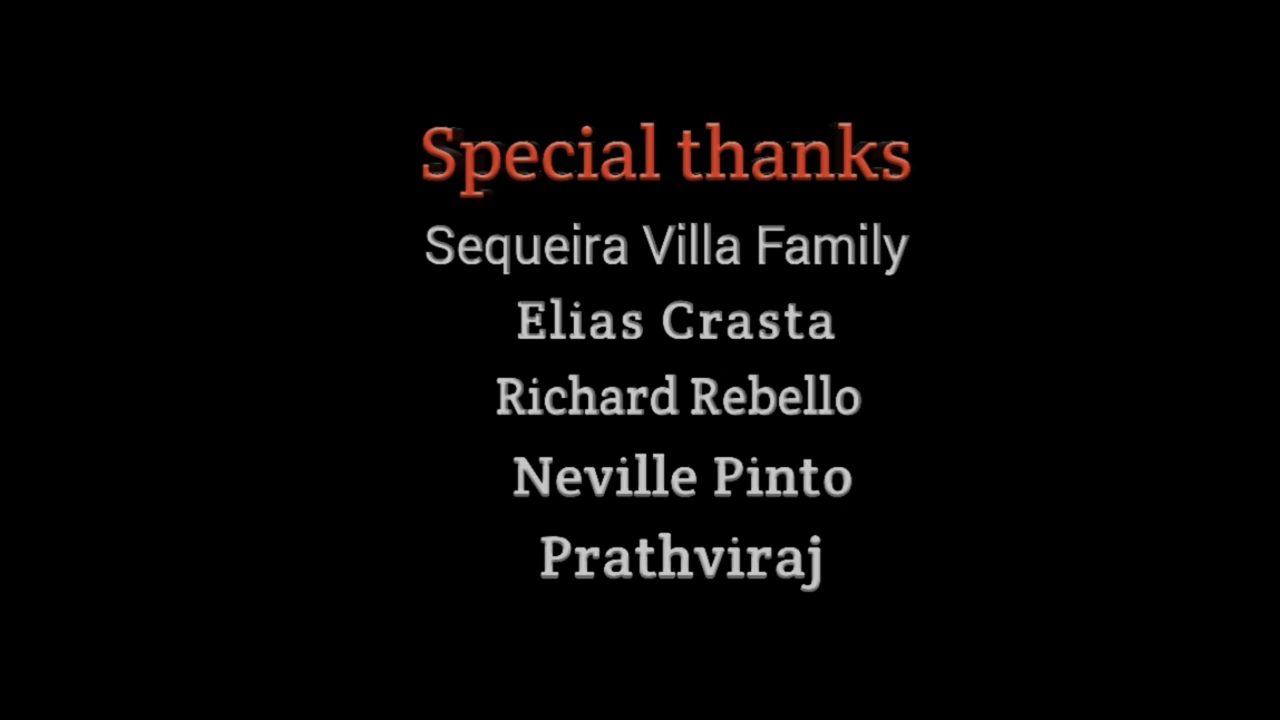 Special thanks
Sequeira Villa Family
Elias Crasta
Richard Rebello
Neville Pinto
Prathviraj